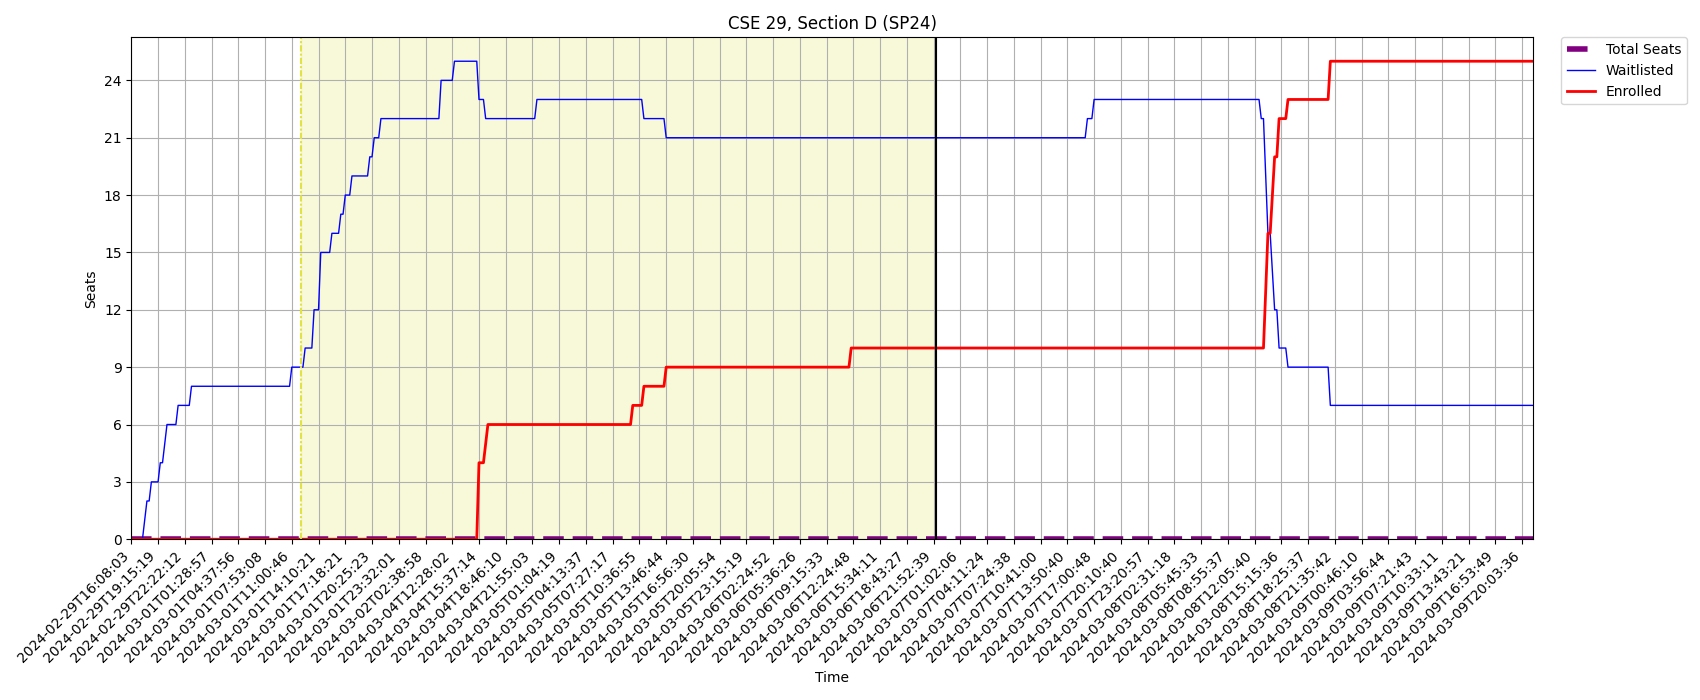 CSE 29, Section D (SP24)
Total Seats
Waitlisted
Enrolled
Seats
24
21
18
15
12
9
6
3
0
2024-02-29T16:08:03
2024-02-29T19:15:19
2024-02-29T22:22:12
2024-03-01T01:28:57
2024-03-01T04:37:56
2024-03-01T07:53:08
2024-03-01T11:00:46
2024-03-01T14:10:21
2024-03-01T17:18:21
2024-03-01T20:25:23
2024-03-01T23:32:01
2024-03-02T02:38:58
2024-03-04T12:28:02
2024-03-04T15:37:14
2024-03-04T18:46:10
2024-03-04T21:55:03
2024-03-05T01:04:19
2024-03-05T04:13:37
2024-03-05T07:27:17
2024-03-05T10:36:55
2024-03-05T13:46:44
2024-03-05T16:56:30
2024-03-05T20:05:54
2024-03-05T23:15:19
2024-03-06T02:24:52
2024-03-06T05:36:26
2024-03-06T09:15:33
2024-03-06T12:24:48
2024-03-06T15:34:11
2024-03-06T18:43:27
2024-03-06T21:52:39
2024-03-07T01:02:06
2024-03-07T04:11:24
2024-03-07T07:24:38
2024-03-07T10:41:00
2024-03-07T13:50:40
2024-03-07T17:00:48
2024-03-07T20:10:40
2024-03-07T23:20:57
2024-03-08T02:31:18
2024-03-08T05:45:33
2024-03-08T08:55:37
2024-03-08T12:05:40
2024-03-08T15:15:36
2024-03-08T18:25:37
2024-03-08T21:35:42
2024-03-09T00:46:10
2024-03-09T03:56:44
2024-03-09T07:21:43
2024-03-09T10:33:11
2024-03-09T13:43:21
2024-03-09T16:53:49
2024-03-09T20:03:36
Time